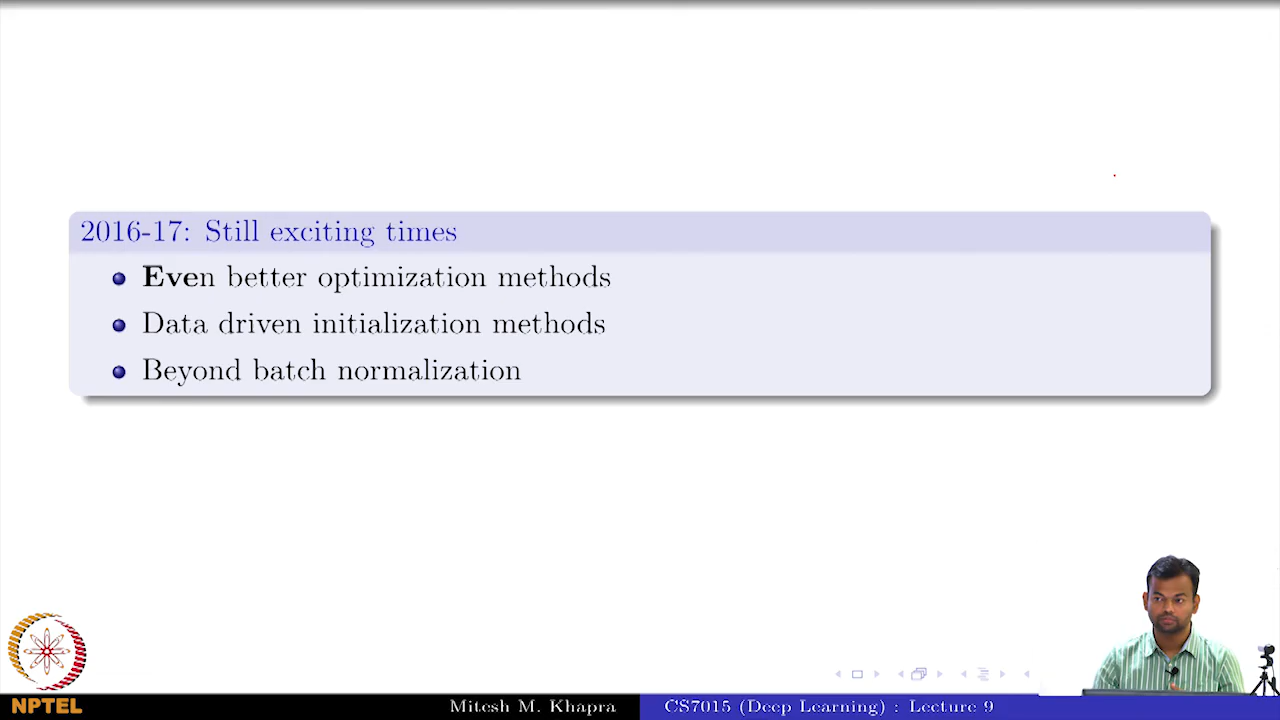 2016-17: Still exciting times
Even better optimization methods
Data driven initialization methods
Beyond batch normalization
NPTEL
Mitesh M. Khapra
CS7015 (Deep Learning) : Lecture 9